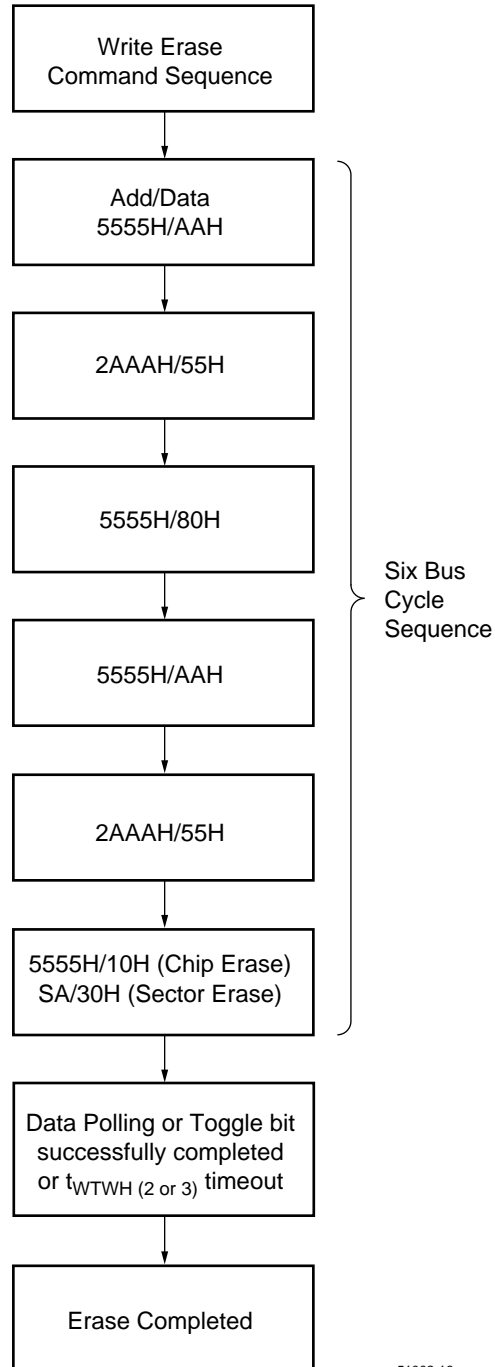 Write Erase
Command Sequence
Add/Data
5555H/AAH
2AAAH/55H
5555H/80H
5555H/AAH
2AAAH/55H
5555H/10H (Chip Erase)
SA/30H (Sector Erase)
Six Bus
Cycle
Sequence
Data Polling or Toggle bit
successfully completed
or tWTWH (2 or 3) timeout
Erase Completed